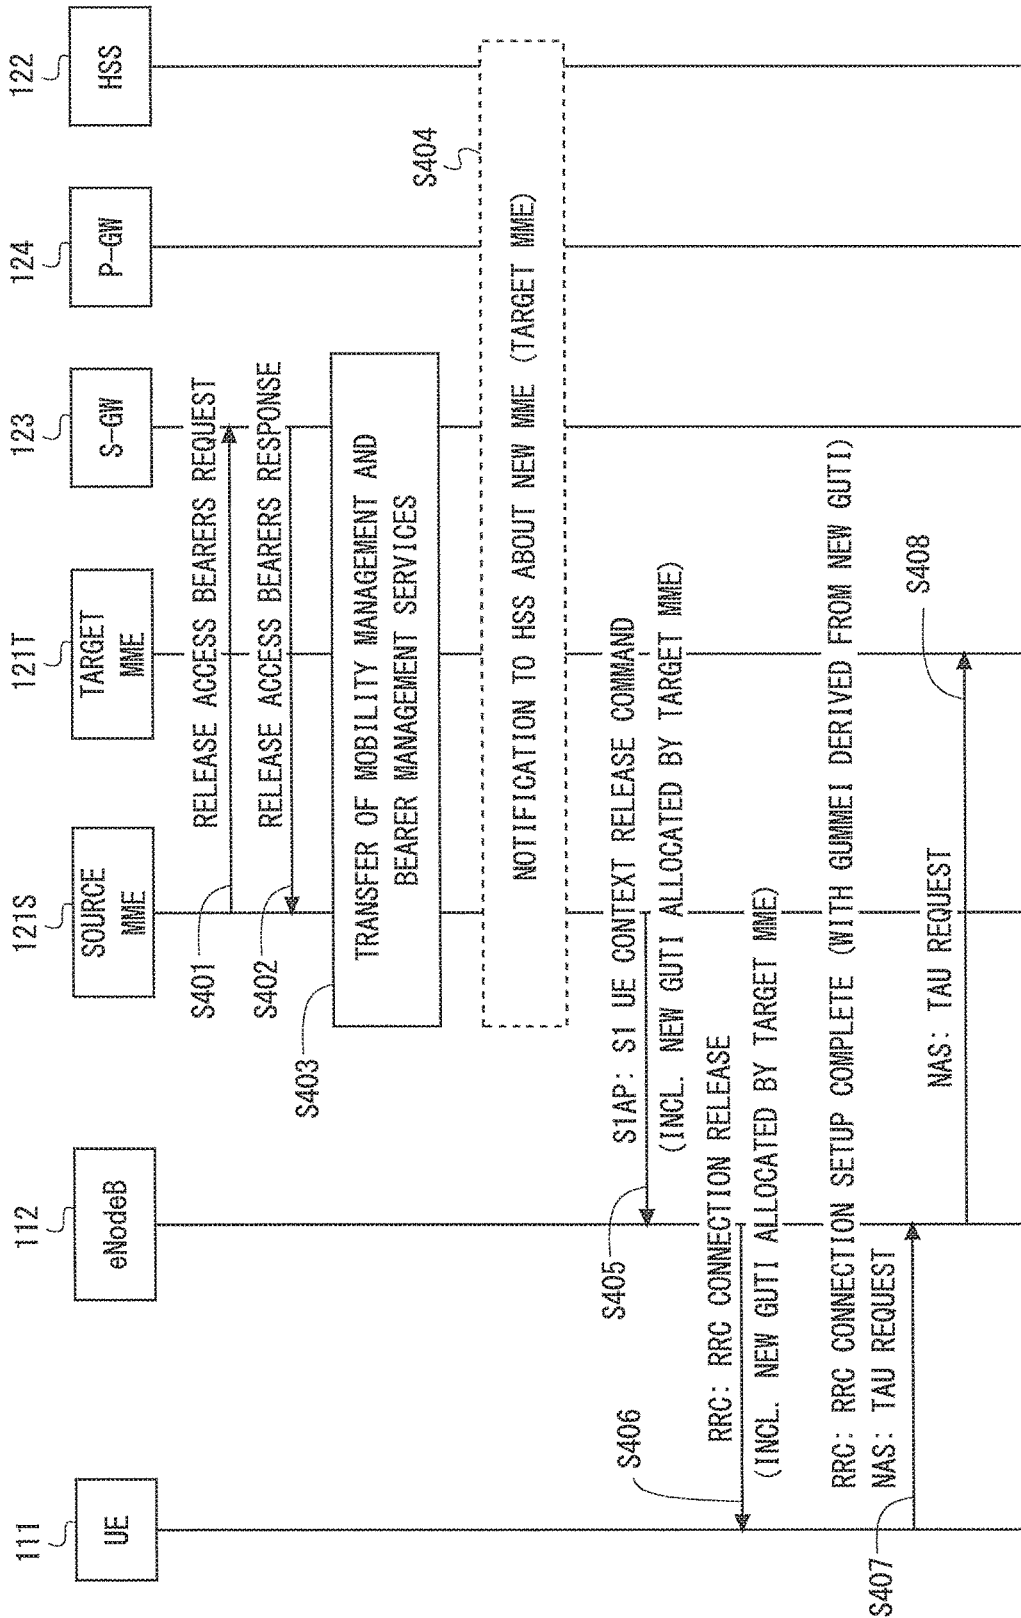 111
UE
112
eNodeB
121S
SOURCE
MME
121T
TARGET
MME
123
S-GW
124
P-GW
122
HSS
S401
RELEASE ACCESS BEARERS REQUEST
S402
RELEASE ACCESS BEARERS RESPONSE
S403
TRANSFER OF MOBILITY MANAGEMENT AND
BEARER MANAGEMENT SERVICES
S404
NOTIFICATION TO HSS ABOUT NEW MME (TARGET MME)
S405
S1AP: S1 UE CONTEXT RELEASE COMMAND
(INCL. NEW GUTI ALLOCATED BY TARGET MME)
S406
RRC: RRC CONNECTION RELEASE
(INCL. NEW GUTI ALLOCATED BY TARGET MME)
S407
RRC: RRC CONNECTION SETUP COMPLETE (WITH GUMMEI DERIVED FROM NEW GUTI)
NAS: TAU REQUEST
NAS: TAU REQUEST
S408